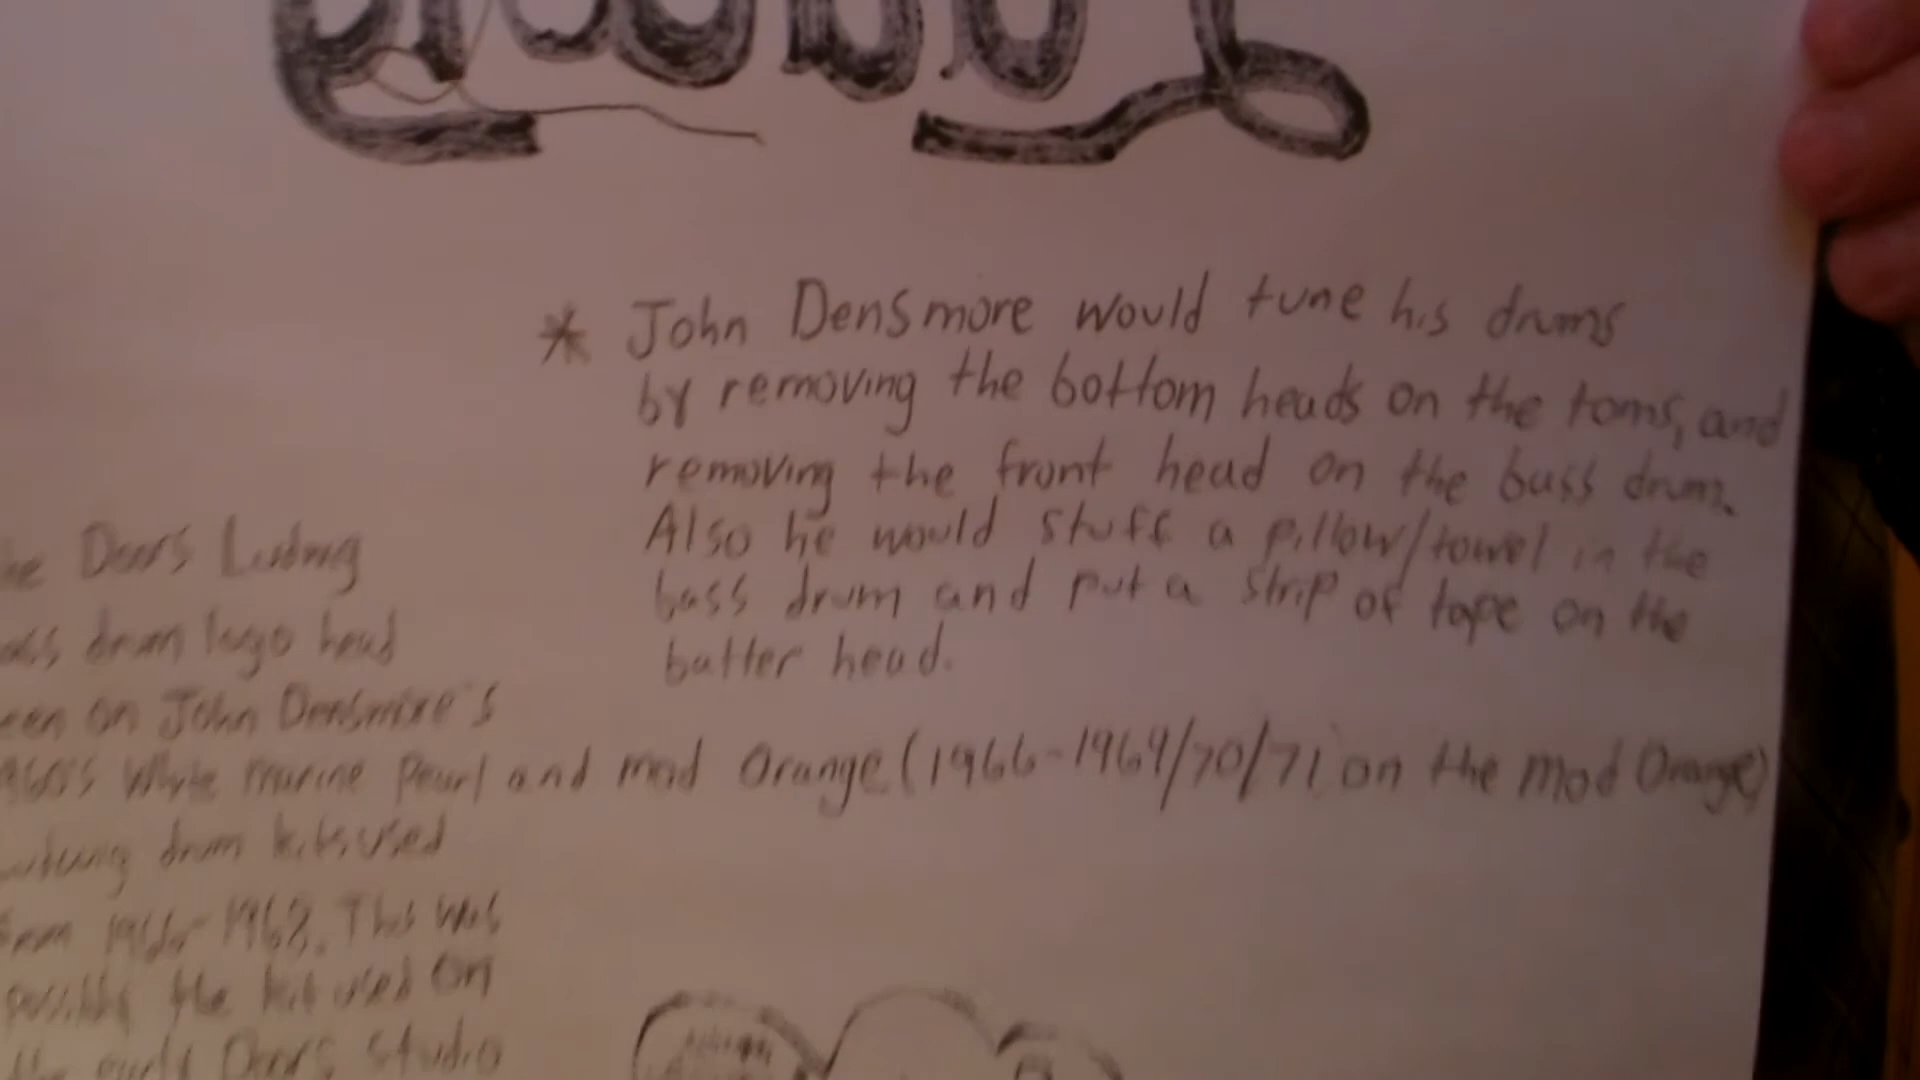 * John Densmore would tune his drums
by removing the bottom heads on the toms, and
removing the front head on the bass drum.
Also he would stuff a pillow/towel in the
bass drum and put a strip of tape on the
batter head.
The Doors Ludwig
bass drum logo head
seen on John Densmore's
1960's White marine Pearl and mod Orange (1966-1969/70/71 on the Mod Orange)
Ludwig drum kits used
from 1966-1968. This was
possibly the kit used on
the early Doors studio